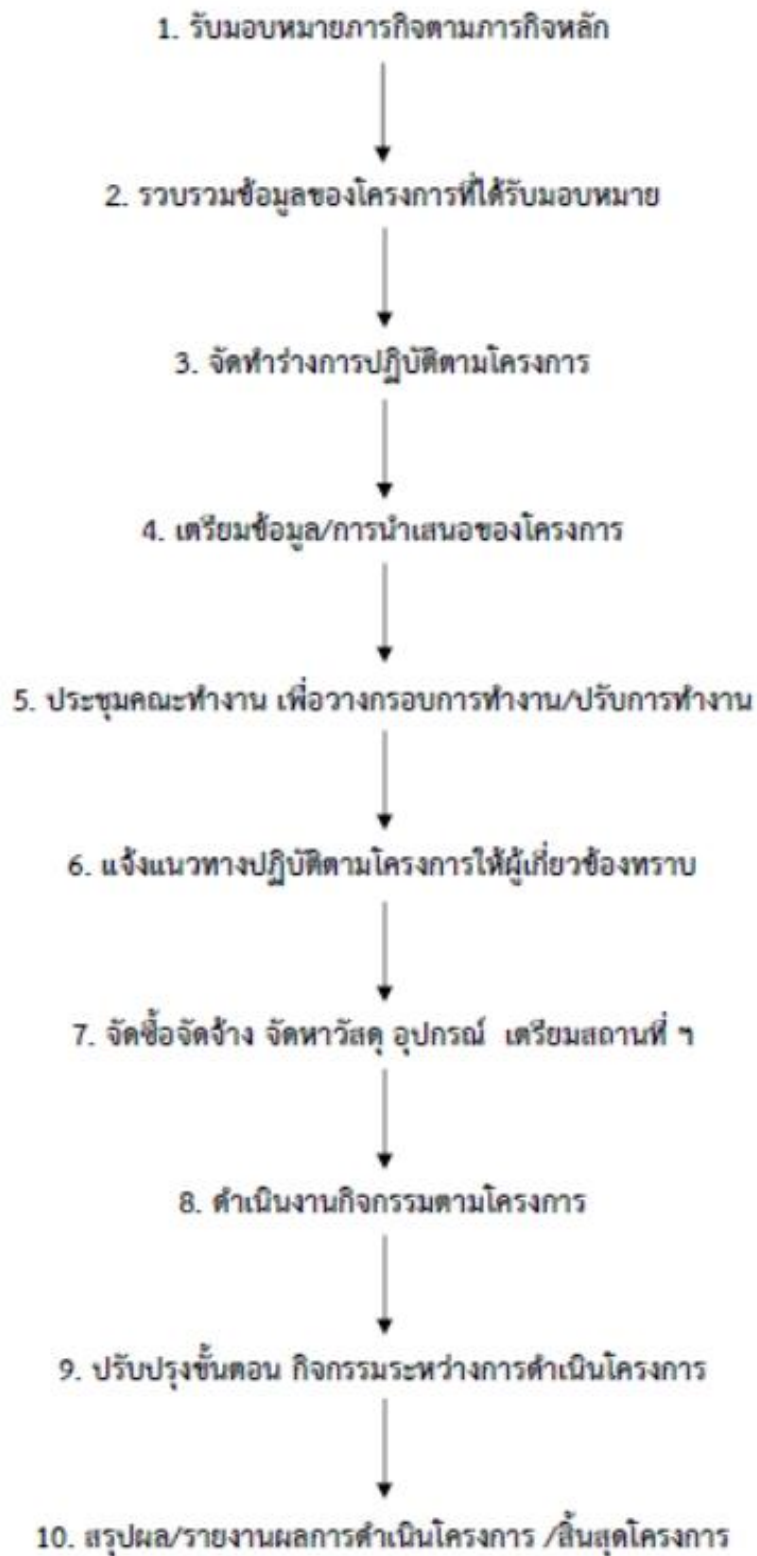 1. รับมอบหมายภารกิจตามภารกิจหลัก
2. รวบรวมข้อมูลของโครงการที่ได้รับมอบหมาย
3. จัดทำร่างการปฏิบัติตามโครงการ
4. เตรียมข้อมูล/การนำเสนอของโครงการ
5. ประชุมคณะทำงาน เพื่อวางกรอบการทำงาน/ปรับการทำงาน
6. แจ้งแนวทางปฏิบัติตามโครงการให้ผู้เกี่ยวข้องทราบ
7. จัดซื้อจัดจ้าง จัดหาวัสดุ อุปกรณ์ เตรียมสถานที่ ฯ
8. ดำเนินงานกิจกรรมตามโครงการ
9. ปรับปรุงขั้นตอน กิจกรรมระหว่างการดำเนินโครงการ
10. สรุปผล/รายงานผลการดำเนินโครงการ /สิ้นสุดโครงการ